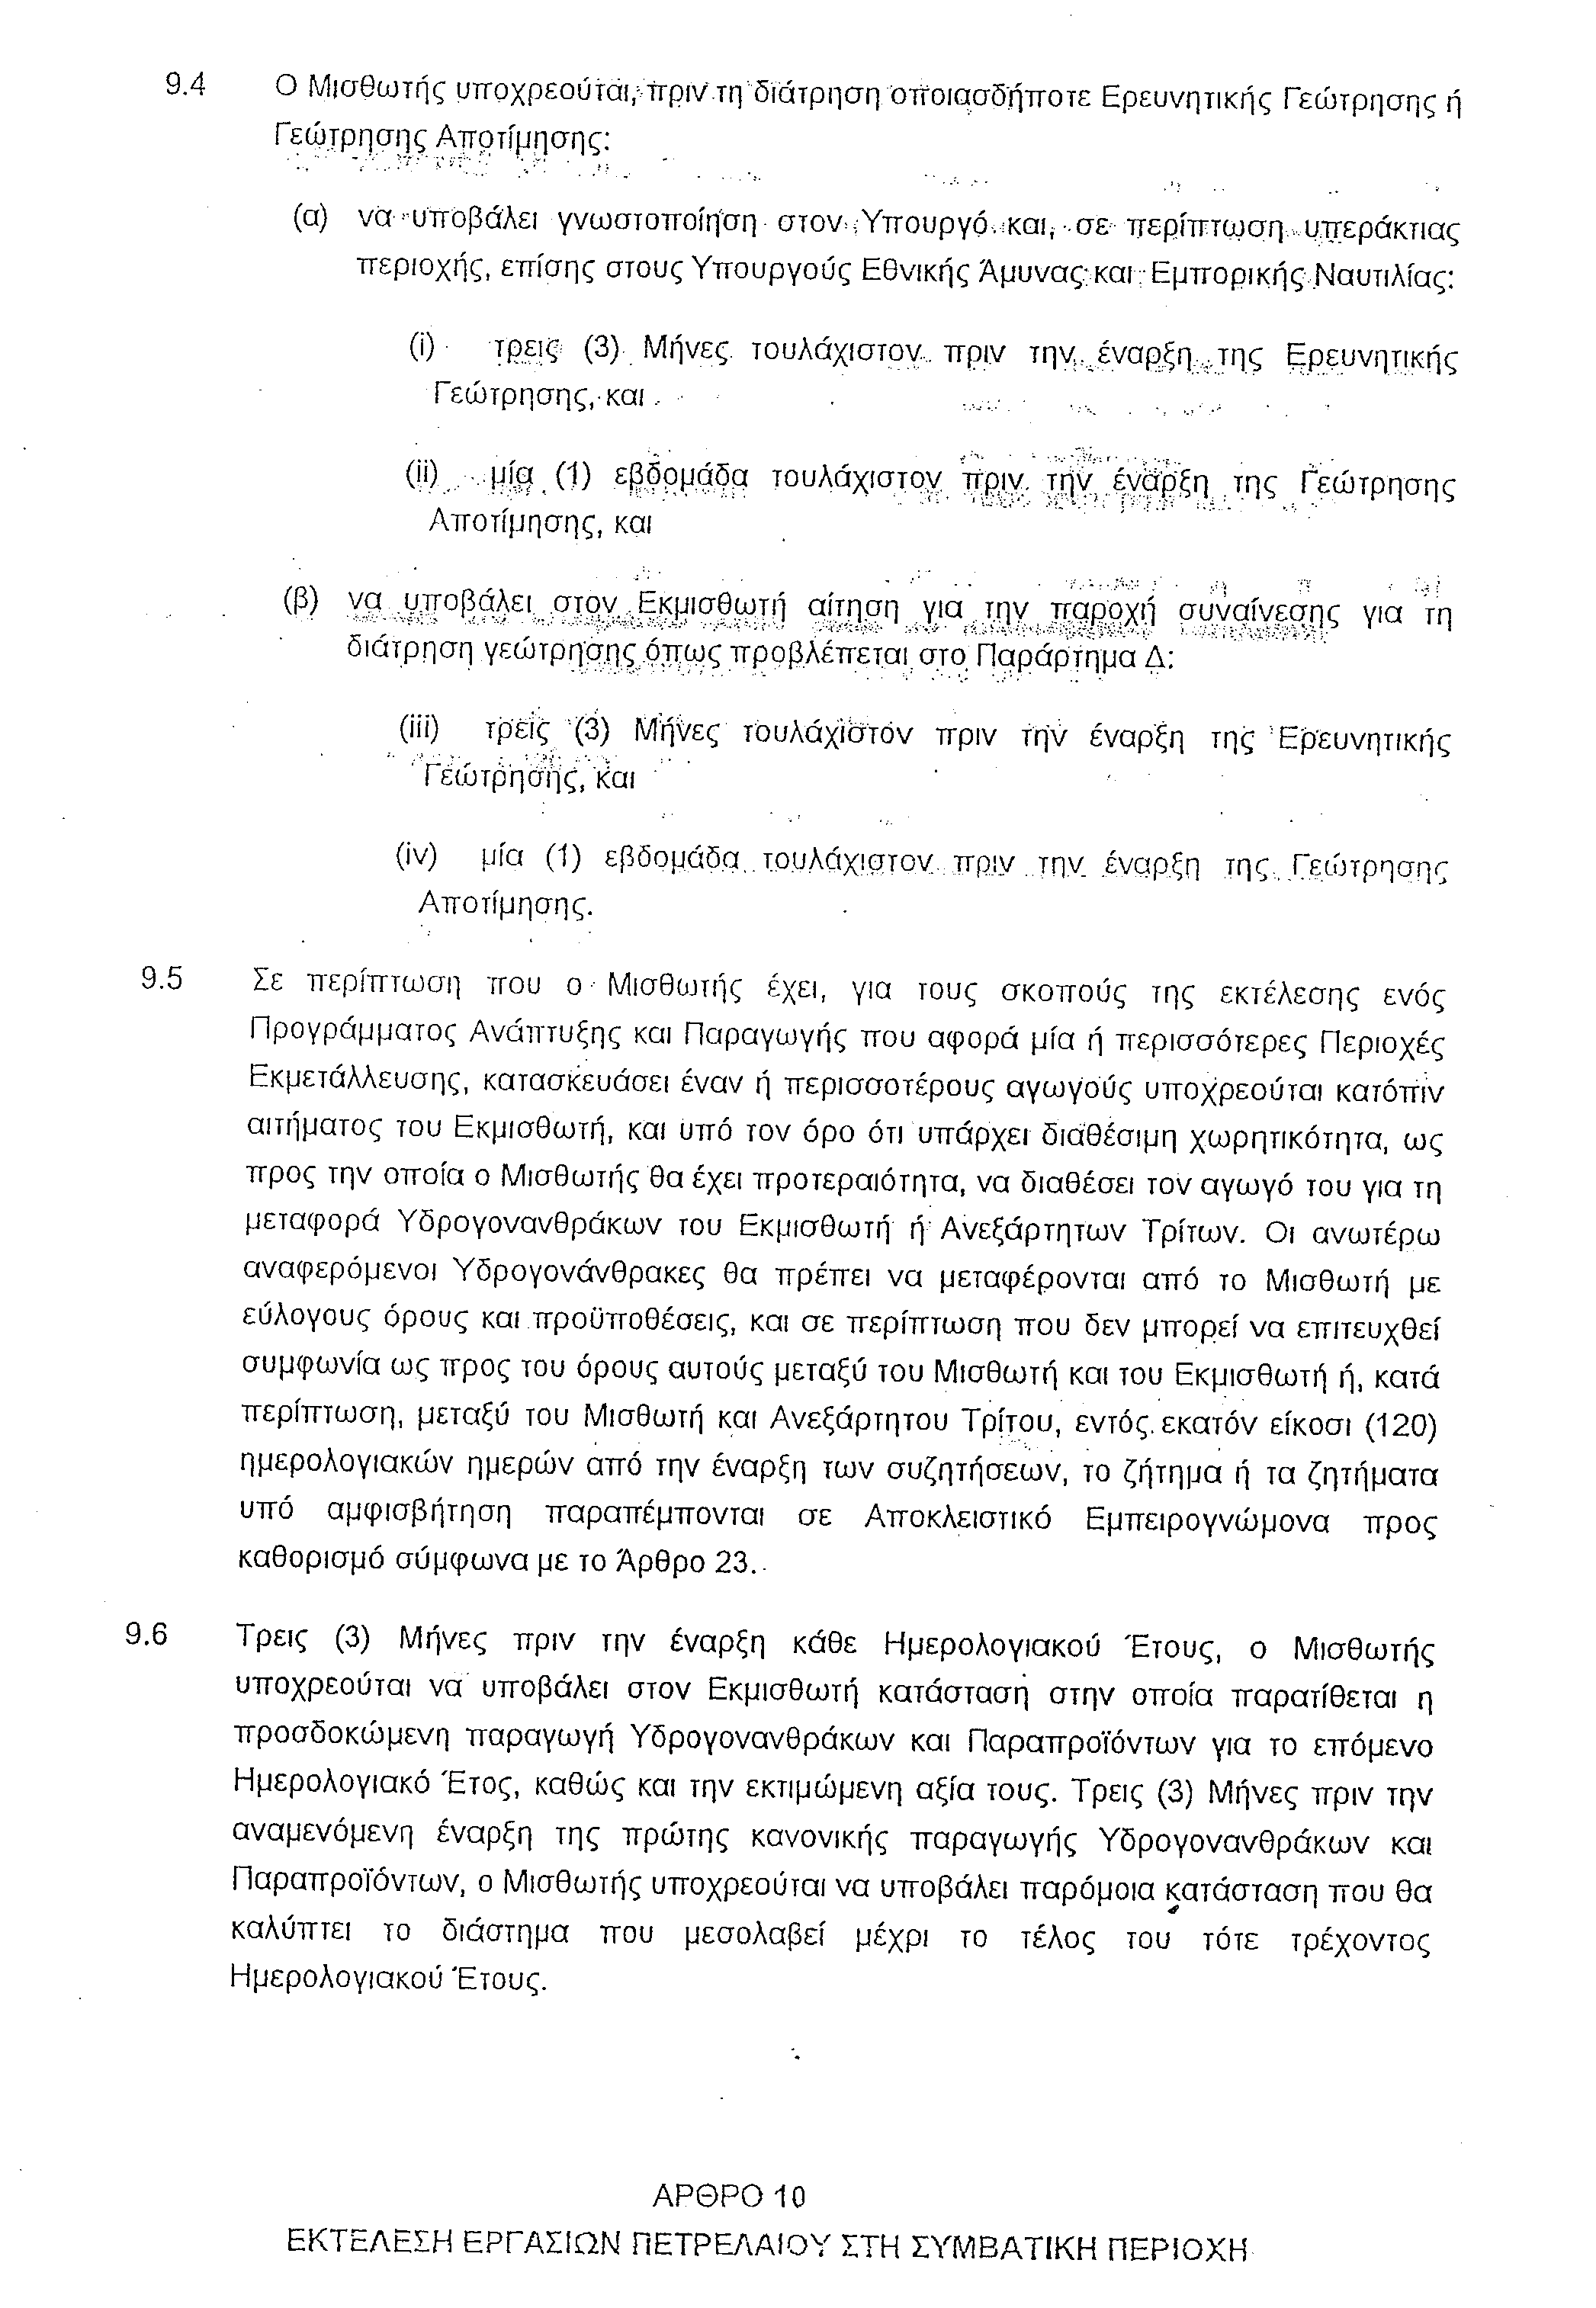 9.4 Ο Μισθωτής υποχρεούται, πριν τη διάτρηση οποιασδήποτε Ερευνητικής Γεώτρησης ή
Γεώτρησης Αποτίμησης:
(α) να υποβάλει γνωστοποίηση στον Υπουργό και, σε περίπτωση υπεράκτιας
περιοχής, επίσης στους Υπουργούς Εθνικής Άμυνας και Εμπορικής Ναυτιλίας:
(i) τρεις (3) Μήνες τουλάχιστον πριν την έναρξη της Ερευνητικής
Γεώτρησης, και
(ii) μία (1) εβδομάδα τουλάχιστον πριν την έναρξη της Γεώτρησης
Αποτίμησης, και
(β) να υποβάλει στον Εκμισθωτή αίτηση για την παροχή συναίνεσης για τη
διάτρηση γεώτρησης όπως προβλέπεται στο Παράρτημα Δ:
(iii) τρείς (3) Μήνες τουλάχιστον πριν την έναρξη της Ερευνητικής
Γεώτρησης, και
(iv) μία (1) εβδομάδα τουλάχιστον πριν την έναρξη της Γεώτρησης
Αποτίμησης.
9.5 Σε περίπτωση που ο Μισθωτής έχει, για τους σκοπούς της εκτέλεσης ενός
Προγράμματος Ανάπτυξης και Παραγωγής που αφορά μία ή περισσότερες Περιοχές
Εκμετάλλευσης, κατασκευάσει έναν ή περισσοτέρους αγωγούς υποχρεούται κατόπιν
αιτήματος του Εκμισθωτή, και υπό τον όρο ότι υπάρχει διαθέσιμη χωρητικότητα, ως
προς την οποία ο Μισθωτής θα έχει προτεραιότητα, να διαθέσει τον αγωγό του για τη
μεταφορά Υδρογονανθράκων του Εκμισθωτή ή Ανεξάρτητων Τρίτων. Οι ανωτέρω
αναφερόμενοι Υδρογονάνθρακες θα πρέπει να μεταφέρονται από το Μισθωτή με
εύλογους όρους και προϋποθέσεις, και σε περίπτωση που δεν μπορεί να επιτευχθεί
συμφωνία ως προς του όρους αυτούς μεταξύ του Μισθωτή και του Εκμισθωτή ή, κατά
περίπτωση, μεταξύ του Μισθωτή και Ανεξάρτητου Τρίτου, εντός εκατόν είκοσι (120)
ημερολογιακών ημερών από την έναρξη των συζητήσεων, το ζήτημα ή τα ζητήματα
υπό αμφισβήτηση παραπέμπονται σε Αποκλειστικό Εμπειρογνώμονα προς
καθορισμό σύμφωνα με το Άρθρο 23.
9.6 Τρεις (3) Μήνες πριν την έναρξη κάθε Ημερολογιακού Έτους, ο Μισθωτής
υποχρεούται να υποβάλει στον Εκμισθωτή κατάσταση στην οποία παρατίθεται η
προσδοκώμενη παραγωγή Υδρογονανθράκων και Παραπροϊόντων για το επόμενο
Ημερολογιακό Έτος, καθώς και την εκτιμώμενη αξία τους. Τρεις (3) Μήνες πριν την
αναμενόμενη έναρξη της πρώτης κανονικής παραγωγής Υδρογονανθράκων και
Παραπροϊόντων, ο Μισθωτής υποχρεούται να υποβάλει παρόμοια κατάσταση που θα
καλύπτει το διάστημα που μεσολαβεί μέχρι το τέλος του τότε τρέχοντος
Ημερολογιακού Έτους.
ΑΡΘΡΟ 10
ΕΚΤΕΛΕΣΗ ΕΡΓΑΣΙΩΝ ΠΕΤΡΕΛΑΙΟΥ ΣΤΗ ΣΥΜΒΑΤΙΚΗ ΠΕΡΙΟΧΗ